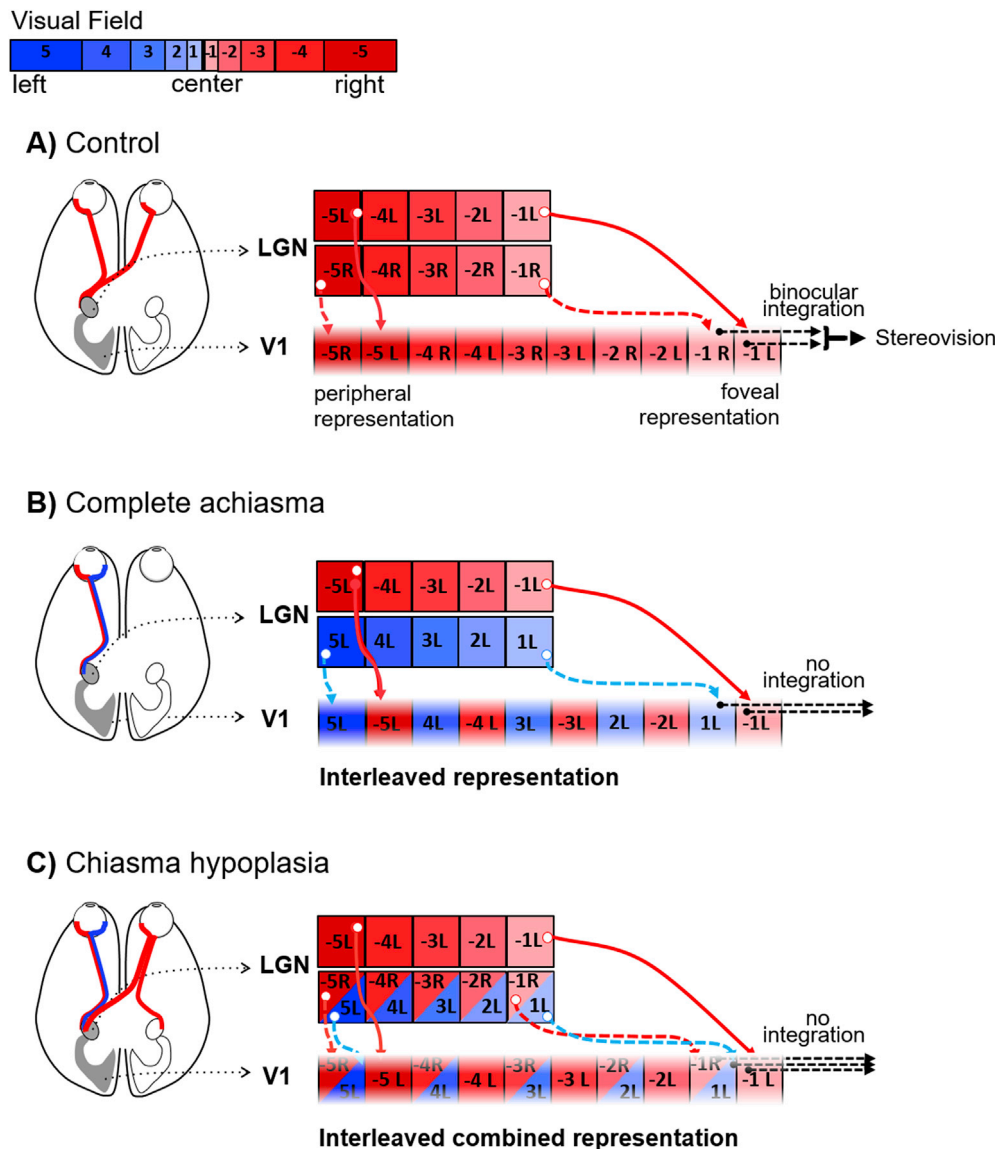 Visual Field
5 4 3 2 1 -1 -2 -3 -4 -5
left center right
A) Control
-5L -4L -3L -2L -1L
LGN
-5R -4R -3R -2R -1R
binocular
integration
Stereovision
V1
-5R -5 L -4 R -4 L -3 R -3 L -2 R -2 L -1 R -1 L
peripheral
representation
foveal
representation
B) Complete achiasma
-5L -4L -3L -2L -1L
LGN
5L 4L 3L 2L 1L
no
integration
V1
5L -5L 4L -4 L 3L -3L 2L -2L 1L -1L
Interleaved representation
C) Chiasma hypoplasia
-5L -4L -3L -2L -1L
LGN
-5R -4R -3R -2R -1R
5L 4L 3L 2L 1L
no
integration
V1
-5R -4R -3R -2R -1R
-5 L -4 L -3 L -2L -1 L
5L 4L 3L 2L 1L
Interleaved combined representation